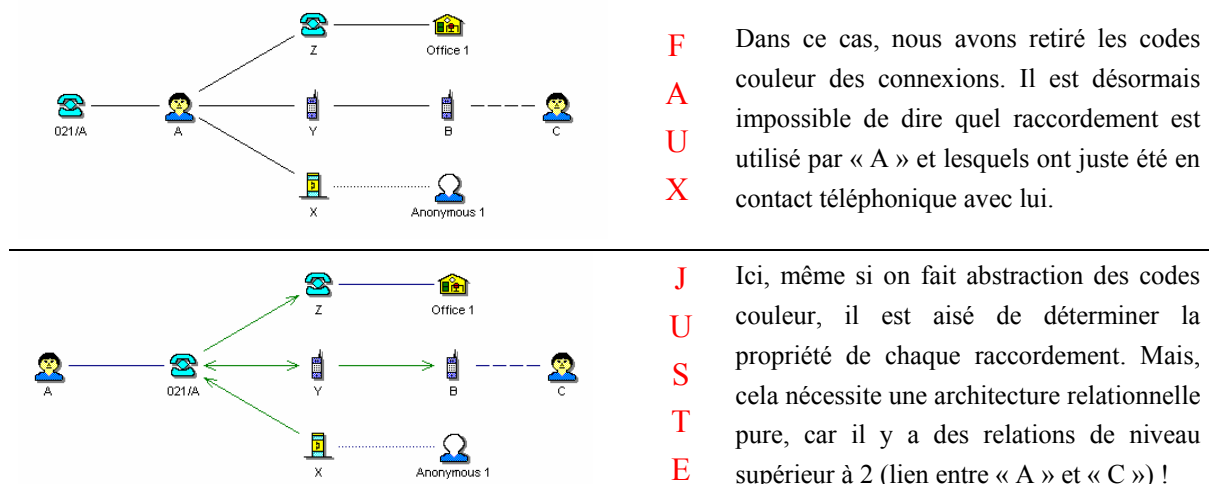 Z
Office 1
021/A
A
Y
B
C
X
Anonymous 1
F
A
U
X
Dans ce cas, nous avons retiré les codes
couleur des connexions. Il est désormais
impossible de dire quel raccordement est
utilisé par « A » et lesquels ont juste été en
contact téléphonique avec lui.
Z
Office 1
A
021/A
Y
B
C
X
Anonymous 1
J
U
S
T
E
Ici, même si on fait abstraction des codes
couleur, il est aisé de déterminer la
propriété de chaque raccordement. Mais,
cela nécessite une architecture relationnelle
pure, car il y a des relations de niveau
supérieur à 2 (lien entre « A » et « C ») !